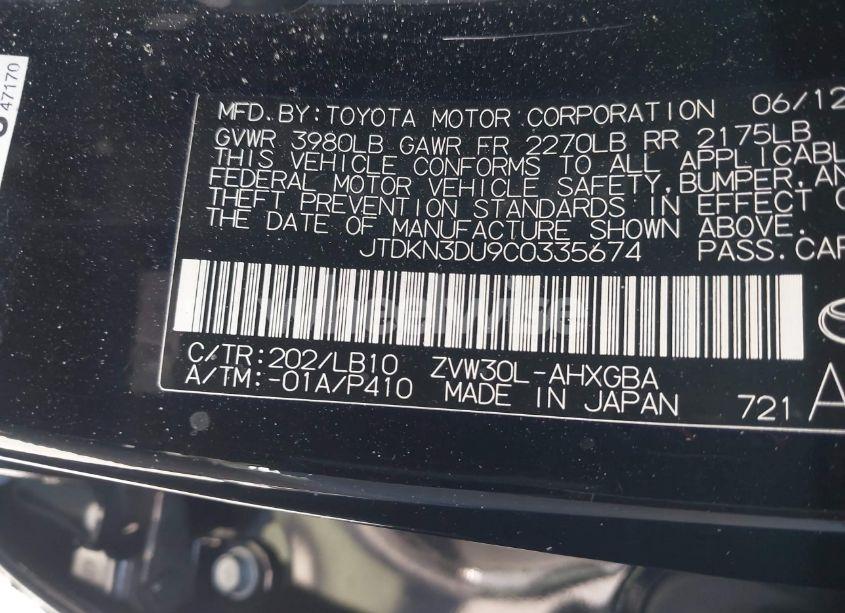 47170
MFD.BY:TOYOTA MOTOR CORPORATION 06/12
GVWR 3980LB GAWR FR 2270LB RR 2175LB
THIS VEHICLE CONFORMS TO ALL APPLICABL
FEDERAL MOTOR VEHICLE SAFETY,BUMPER,AN
THEFT PREVENTION STANDARDS IN EFFECT O
THE DATE OF MANUFACTURE SHOWN ABOVE.
JTDKN3DU9C0335674 PASS.CAR
wheelwise
C/TR:202/LB10 ZVW30L-AHXGBA
A/TM:-01A/P410 MADE IN JAPAN 721 A